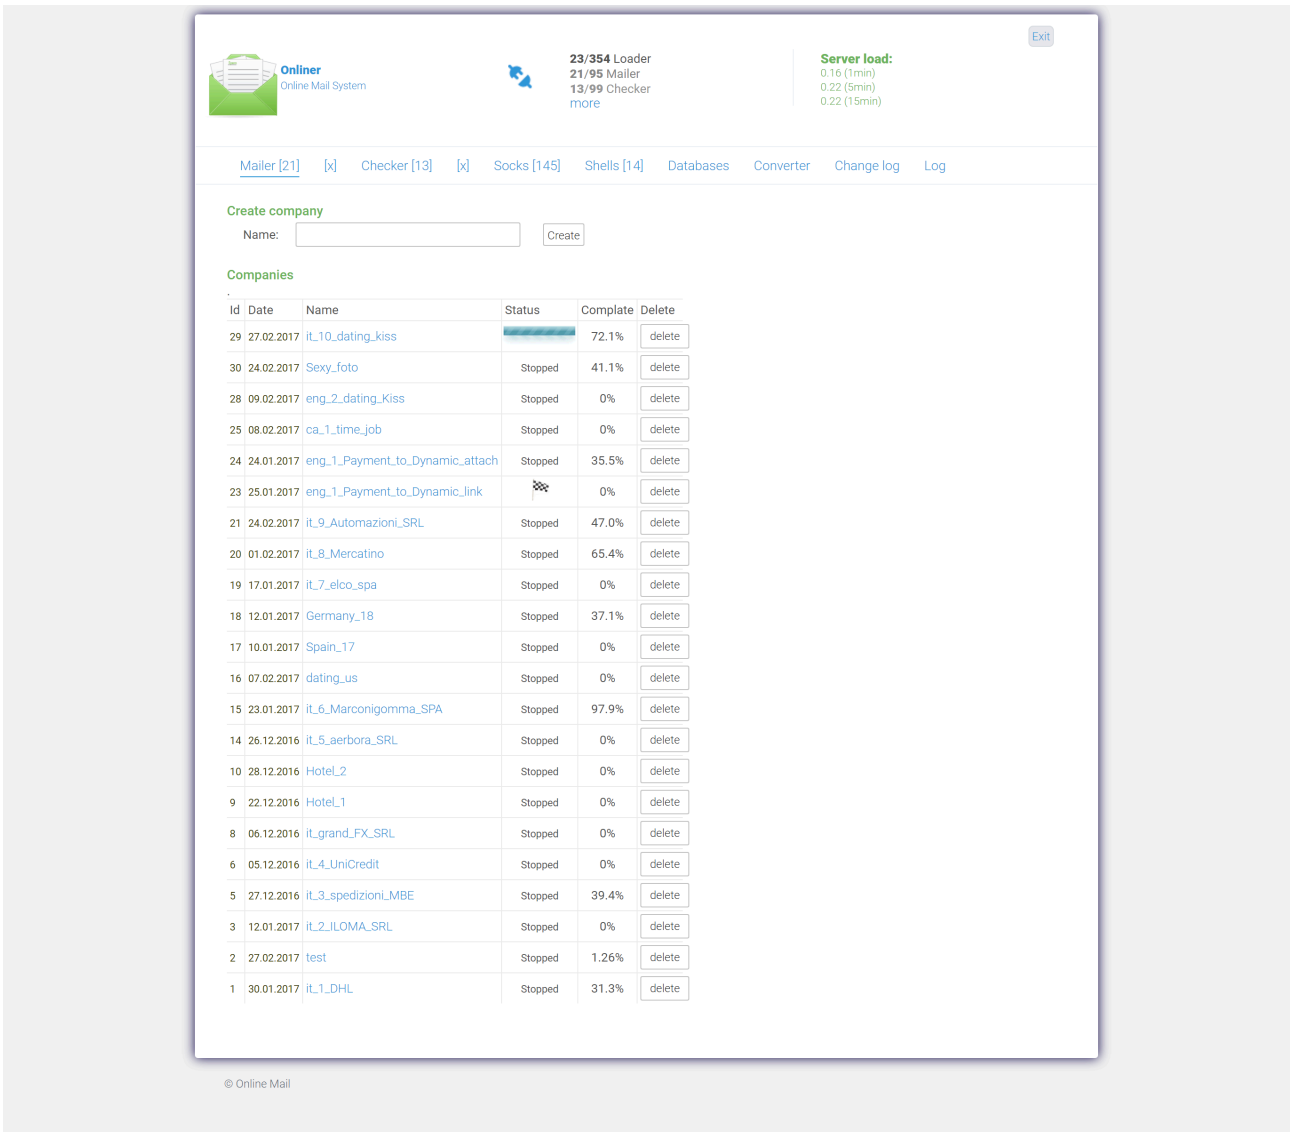 Exit
Onliner
Online Mail System
23/354 Loader
21/95 Mailer
13/99 Checker
more
Server load:
0.16 (1min)
0.22 (5min)
0.22 (15min)
Mailer [21] [x] Checker [13] [x] Socks [145] Shells [14] Databases Converter Change log Log
Create company
Name: Create
Companies
.
Id Date Name Status Complate Delete
29 27.02.2017 it_10_dating_kiss 72.1% delete
30 24.02.2017 Sexy_foto Stopped 41.1% delete
28 09.02.2017 eng_2_dating_Kiss Stopped 0% delete
25 08.02.2017 ca_1_time_job Stopped 0% delete
24 24.01.2017 eng_1_Payment_to_Dynamic_attach Stopped 35.5% delete
23 25.01.2017 eng_1_Payment_to_Dynamic_link 0% delete
21 24.02.2017 it_9_Automazioni_SRL Stopped 47.0% delete
20 01.02.2017 it_8_Mercatino Stopped 65.4% delete
19 17.01.2017 it_7_elco_spa Stopped 0% delete
18 12.01.2017 Germany_18 Stopped 37.1% delete
17 10.01.2017 Spain_17 Stopped 0% delete
16 07.02.2017 dating_us Stopped 0% delete
15 23.01.2017 it_6_Marconigomma_SPA Stopped 97.9% delete
14 26.12.2016 it_5_aerbora_SRL Stopped 0% delete
10 28.12.2016 Hotel_2 Stopped 0% delete
9 22.12.2016 Hotel_1 Stopped 0% delete
8 06.12.2016 it_grand_FX_SRL Stopped 0% delete
6 05.12.2016 it_4_UniCredit Stopped 0% delete
5 27.12.2016 it_3_spedizioni_MBE Stopped 39.4% delete
3 12.01.2017 it_2_ILOMA_SRL Stopped 0% delete
2 27.02.2017 test Stopped 1.26% delete
1 30.01.2017 it_1_DHL Stopped 31.3% delete
© Online Mail